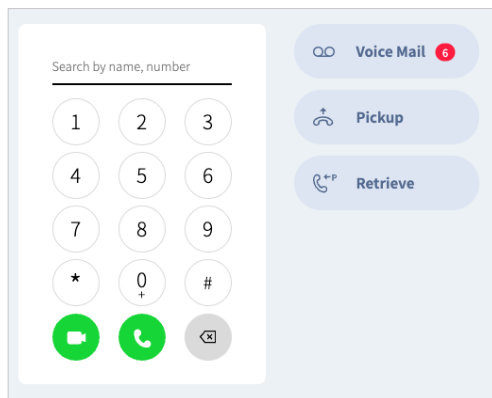 Search by name, number
1 2 3
4 5 6
7 8 9
* 0 #
+
Voice Mail 6
Pickup
P Retrieve